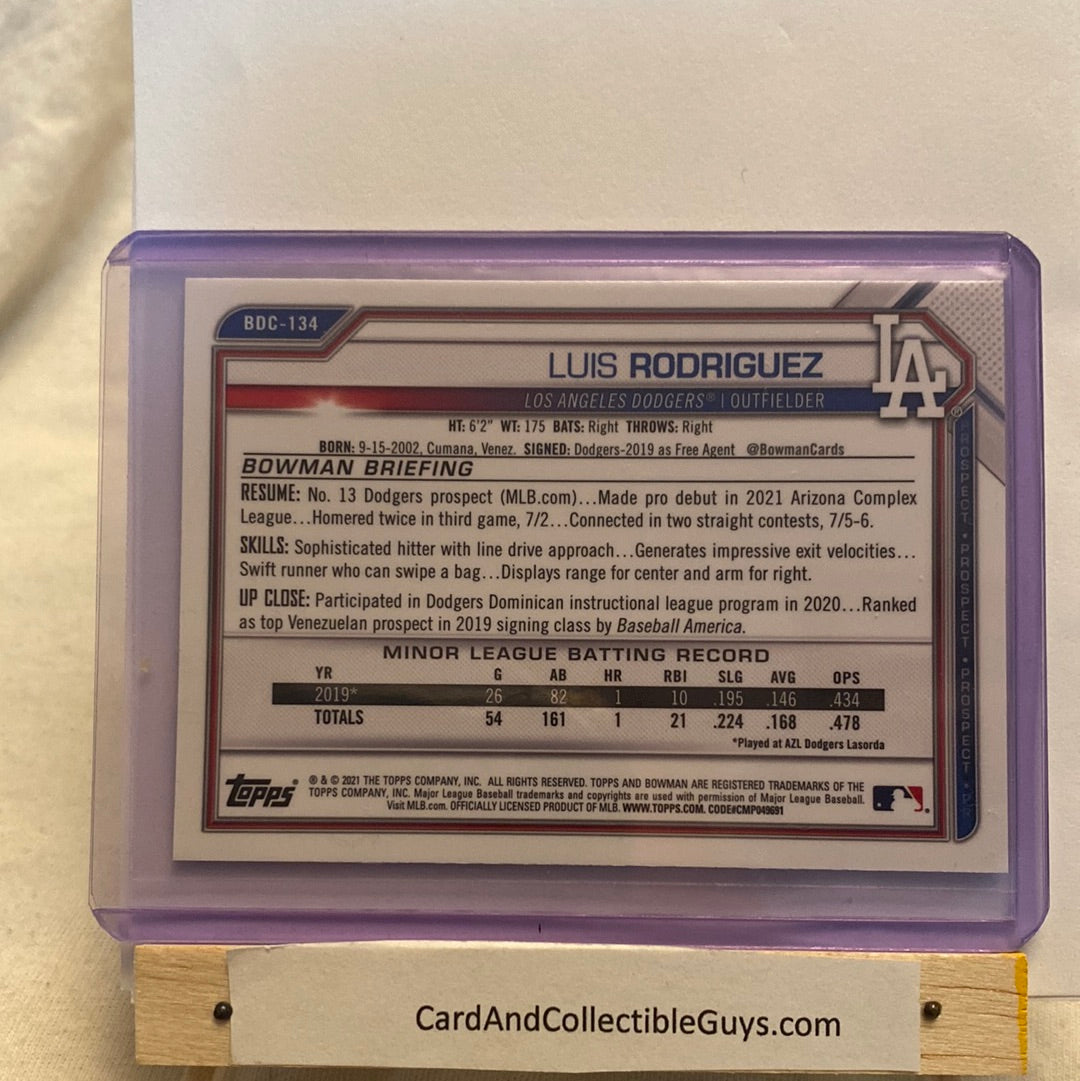 BDC-134
LUIS RODRIGUEZ
LA
LOS ANGELES DODGERS® | OUTFIELDER
HT: 6'2" WT: 175 BATS: Right THROWS: Right
BORN: 9-15-2002, Cumana, Venez. SIGNED: Dodgers-2019 as Free Agent @BowmanCards
BOWMAN BRIEFING
RESUME: No. 13 Dodgers prospect (MLB.com)...Made pro debut in 2021 Arizona Complex
League...Homered twice in third game, 7/2...Connected in two straight contests, 7/5-6.
SKILLS: Sophisticated hitter with line drive approach...Generates impressive exit velocities...
Swift runner who can swipe a bag...Displays range for center and arm for right.
UP CLOSE: Participated in Dodgers Dominican instructional league program in 2020...Ranked
as top Venezuelan prospect in 2019 signing class by Baseball America.
MINOR LEAGUE BATTING RECORD
YR G AB HR RBI SLG AVG OPS
2019* 26 82 1 10 .195 .146 .434
TOTALS 54 161 1 21 .224 .168 .478
*Played at AZL Dodgers Lasorda
PROSPECT • PROSPECT • PROSPECT • PR
Topps®
® & © 2021 THE TOPPS COMPANY, INC. ALL RIGHTS RESERVED. TOPPS AND BOWMAN ARE REGISTERED TRADEMARKS OF THE
TOPPS COMPANY, INC. Major League Baseball trademarks and copyrights are used with permission of Major League Baseball.
Visit MLB.com. OFFICIALLY LICENSED PRODUCT OF MLB. WWW.TOPPS.COM. CODE#CMP049691
CardAndCollectibleGuys.com